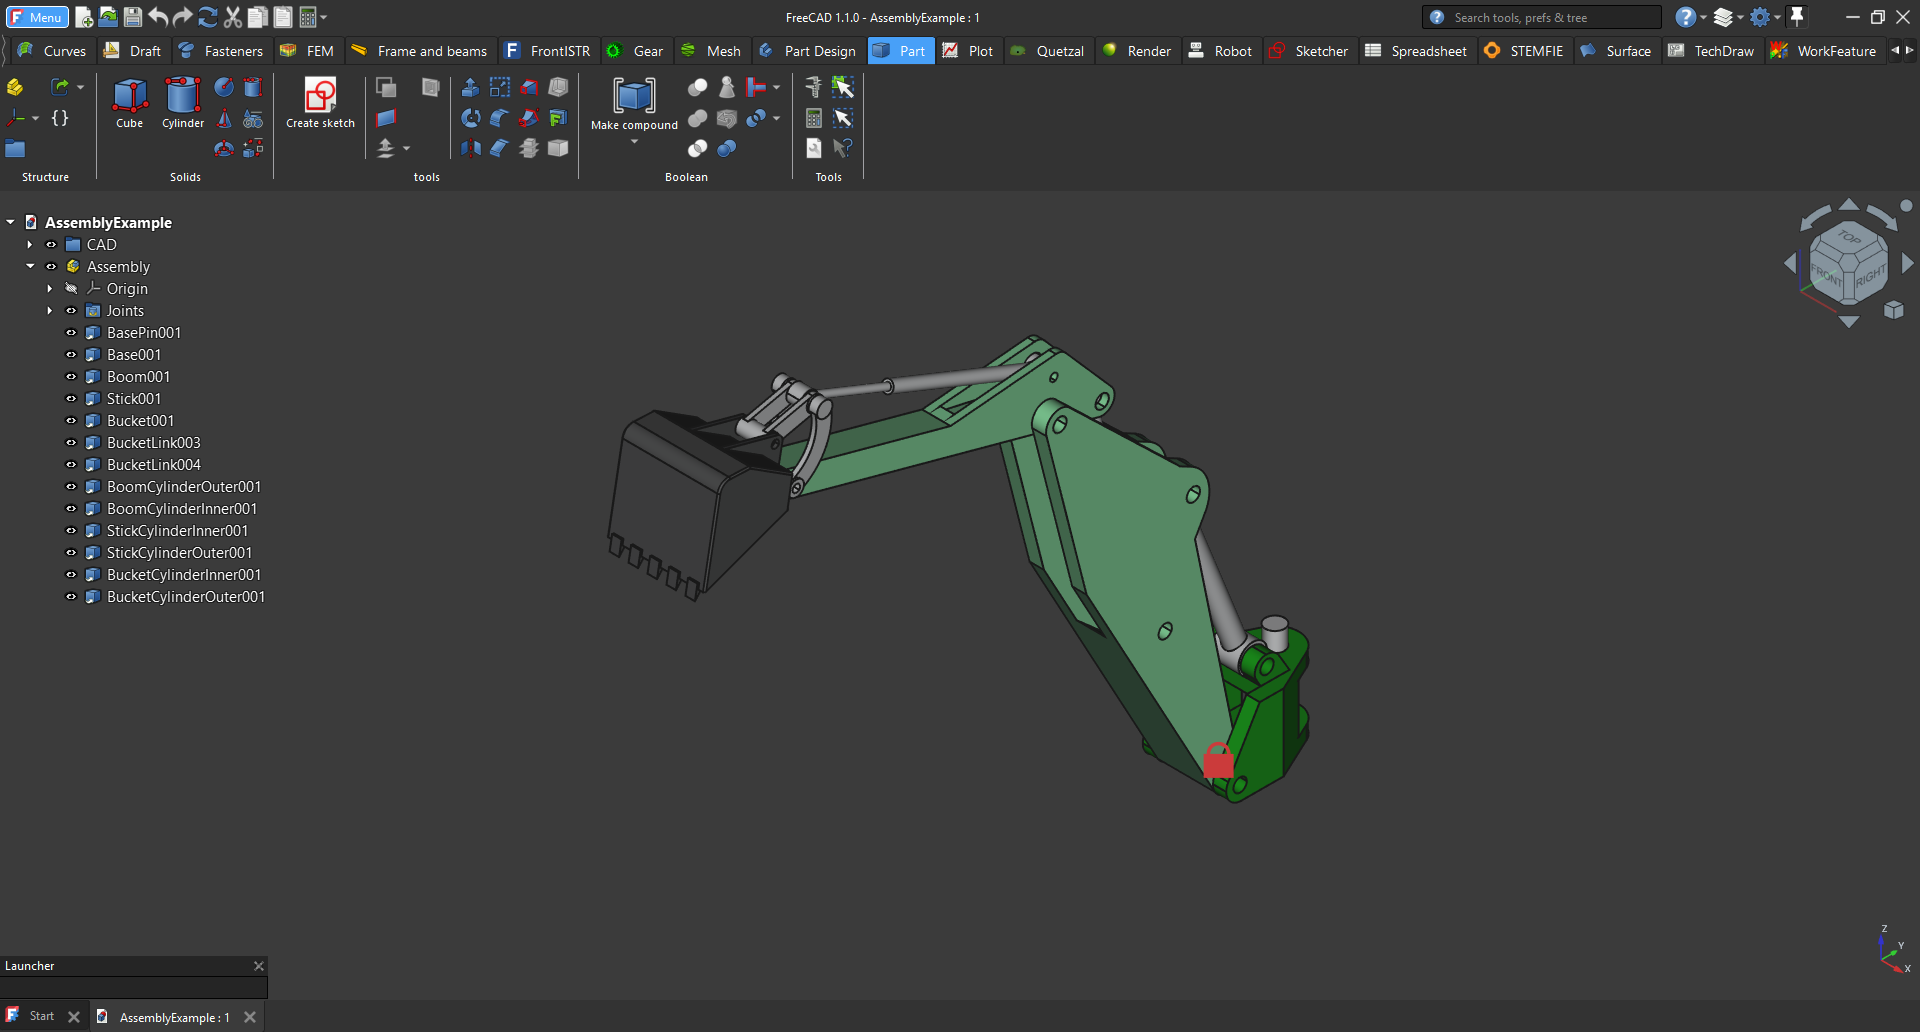 Menu
FreeCAD 1.1.0 - AssemblyExample : 1
Search tools, prefs & tree
Curves
Draft
Fasteners
FEM
Frame and beams
FrontISTR
Gear
Mesh
Part Design
Part
Plot
Quetzal
Render
Robot
Sketcher
Spreadsheet
STEMFIE
Surface
TechDraw
WorkFeature
Cube
Cylinder
Create sketch
Make compound
Structure
Solids
tools
Boolean
Tools
AssemblyExample
CAD
Assembly
Origin
Joints
BasePin001
Base001
Boom001
Stick001
Bucket001
BucketLink003
BucketLink004
BoomCylinderOuter001
BoomCylinderInner001
StickCylinderInner001
StickCylinderOuter001
BucketCylinderInner001
BucketCylinderOuter001
TOP
FRONT
RIGHT
Z
Y
X
Launcher
Start
AssemblyExample : 1